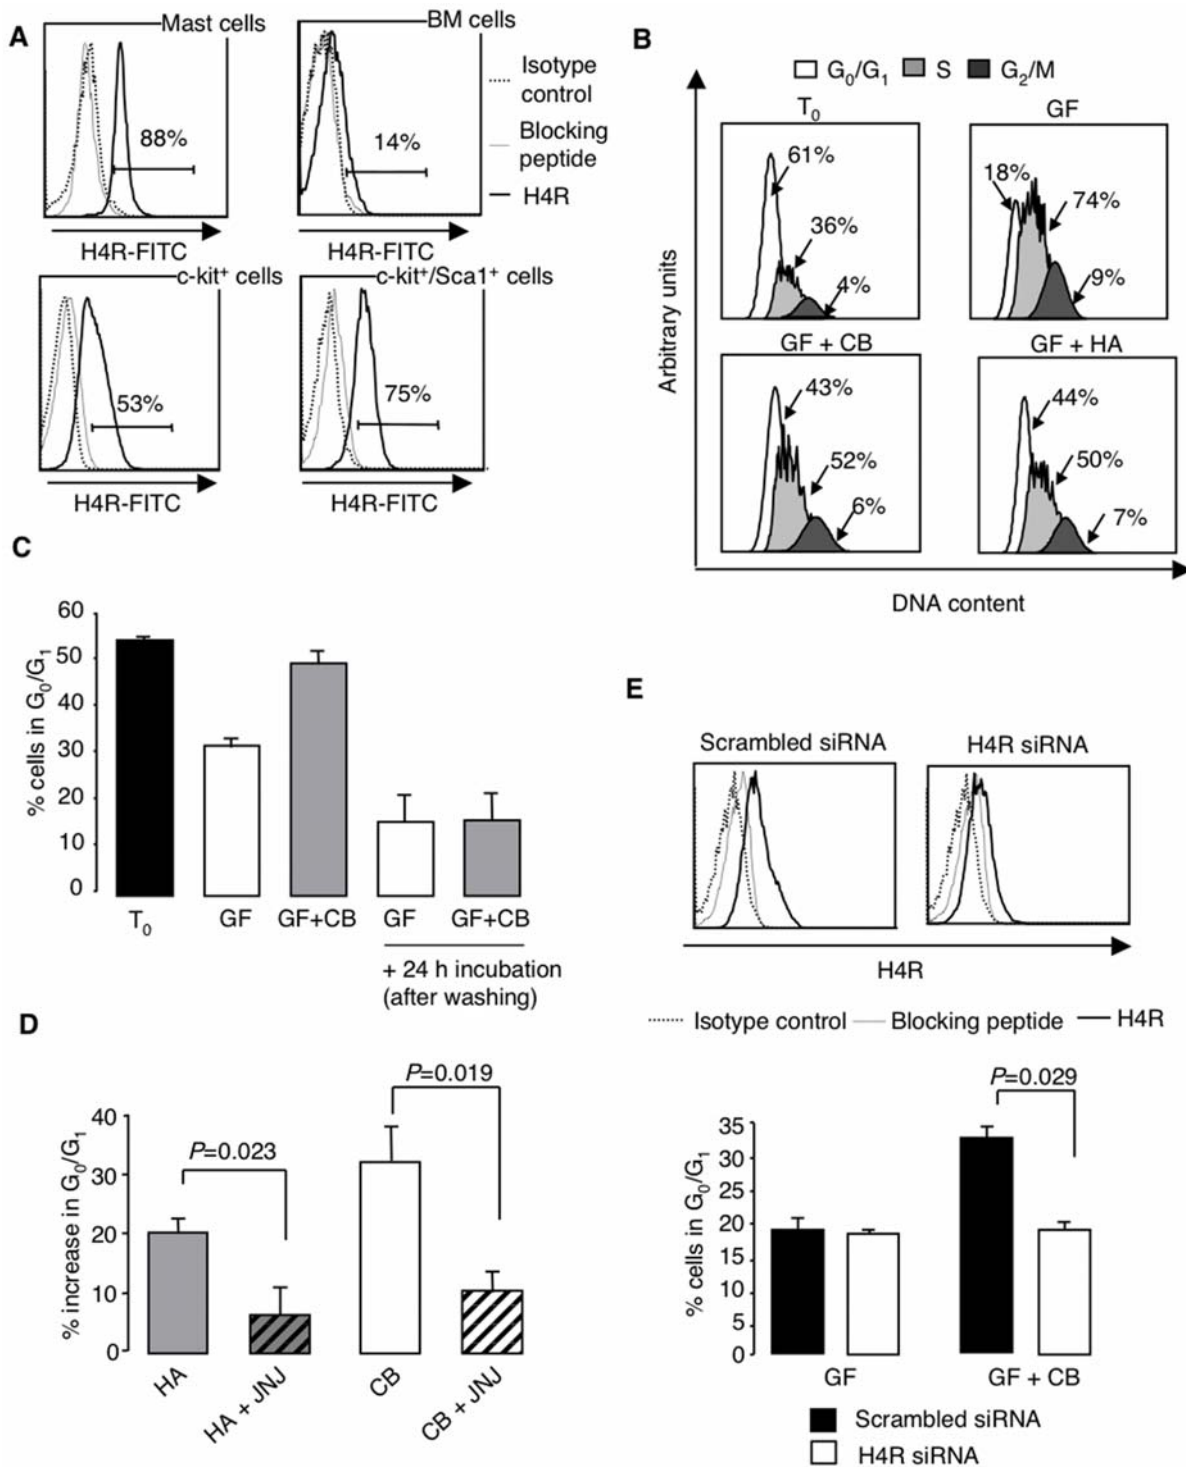 A
Mast cells
88%
H4R-FITC
BM cells
14%
H4R-FITC
Isotype
control
Blocking
peptide
H4R
c-kit⁺ cells
53%
H4R-FITC
c-kit⁺/Sca1⁺ cells
75%
H4R-FITC
B
G₀/G₁ S G₂/M
Arbitrary units
T₀
61%
36%
4%
GF
18%
74%
9%
GF + CB
43%
52%
6%
GF + HA
44%
50%
7%
DNA content
C
% cells in G₀/G₁
60
50
40
30
20
10
0
T₀ GF GF+CB GF GF+CB
+ 24 h incubation
(after washing)
D
% increase in G₀/G₁
40
30
20
10
0
P=0.023
P=0.019
HA
HA + JNJ
CB
CB + JNJ
E
Scrambled siRNA
H4R siRNA
H4R
Isotype control Blocking peptide H4R
P=0.029
% cells in G₀/G₁
35
30
25
20
15
10
5
0
GF
GF + CB
Scrambled siRNA
H4R siRNA